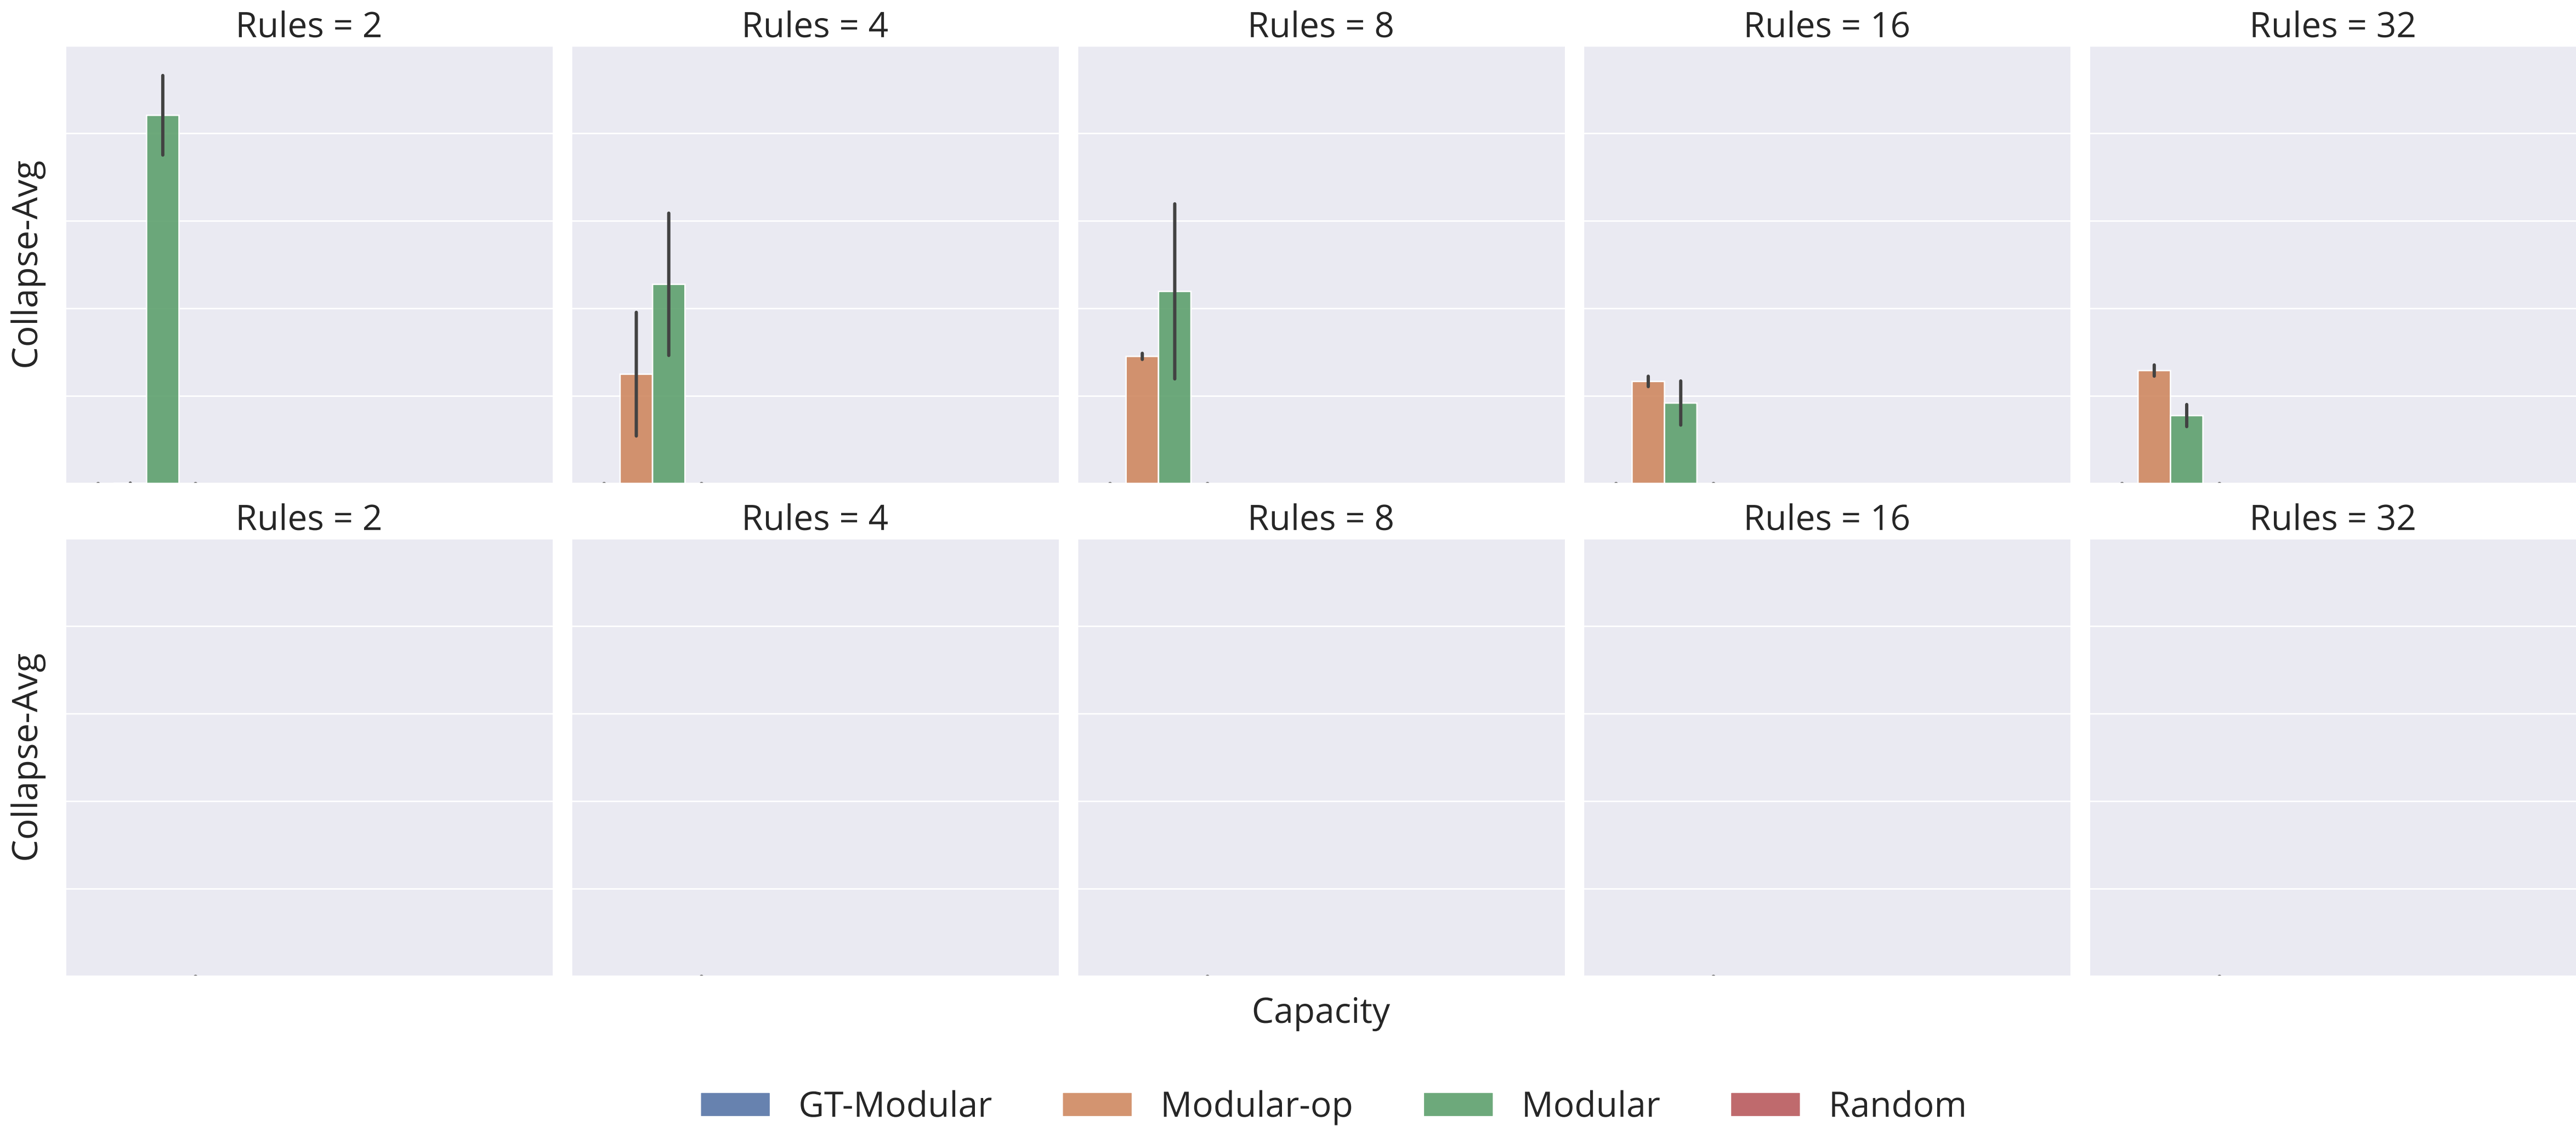 Rules = 2 Rules = 4 Rules = 8 Rules = 16 Rules = 32
Collapse-Avg
Rules = 2 Rules = 4 Rules = 8 Rules = 16 Rules = 32
Collapse-Avg
Capacity
GT-Modular Modular-op Modular Random